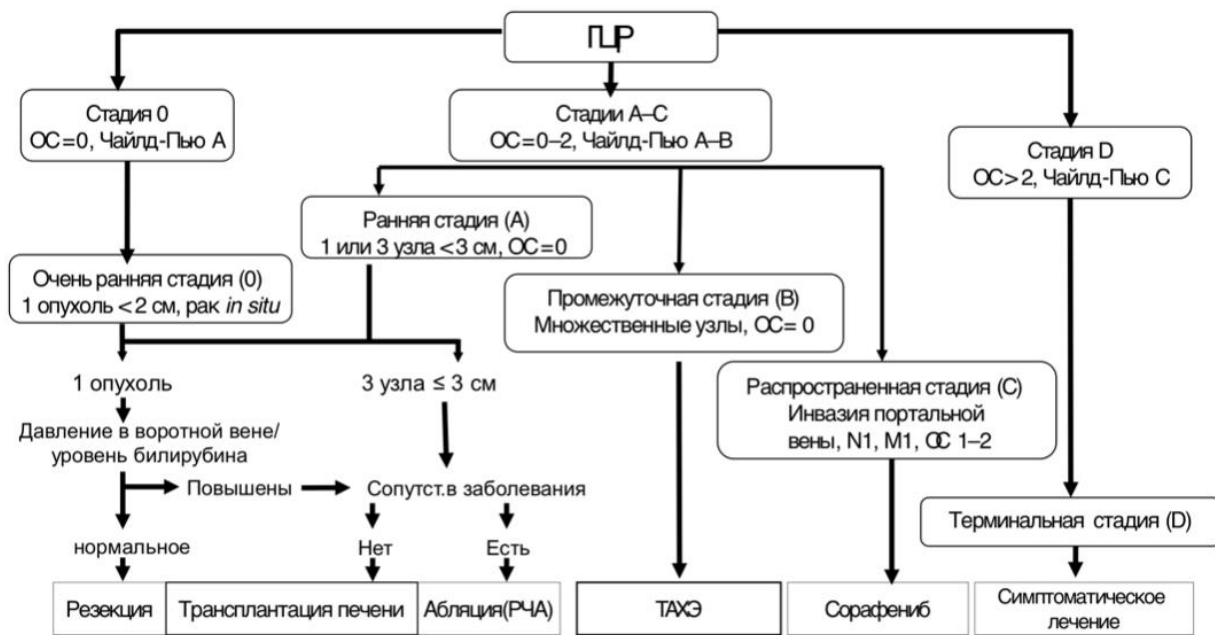 ГЦР
Стадия 0
ОС=0, Чайлд-Пью А
Стадии А–С
ОС=0–2, Чайлд-Пью А–В
Стадия D
ОС>2, Чайлд-Пью С
Ранняя стадия (А)
1 или 3 узла <3 см, ОС=0
Очень ранняя стадия (0)
1 опухоль <2 см, рак in situ
Промежуточная стадия (В)
Множественные узлы, ОС= 0
1 опухоль
3 узла ≤ 3 см
Распространенная стадия (С)
Инвазия портальной
вены, N1, M1, ОС 1–2
Давление в воротной вене/
уровень билирубина
Повышены
Сопутст.в заболевания
Терминальная стадия (D)
нормальное
Нет
Есть
Резекция
Трансплантация печени
Абляция(РЧА)
ТАХЭ
Сорафениб
Симптоматическое
лечение